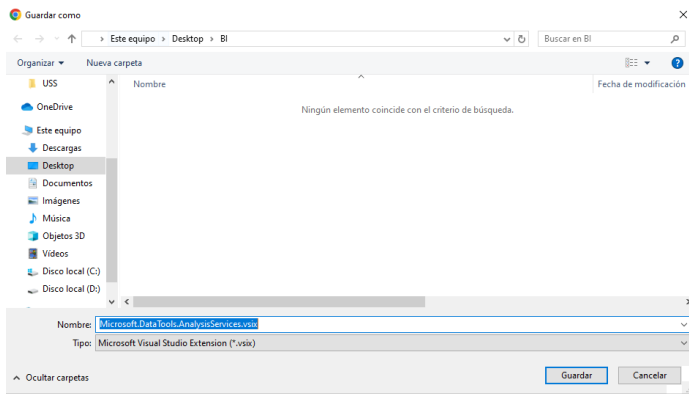 Guardar como
Este equipo > Desktop > BI
Buscar en BI
Organizar
Nueva carpeta
USS
OneDrive
Este equipo
Descargas
Desktop
Documentos
Imágenes
Música
Objetos 3D
Vídeos
Disco local (C:)
Disco local (D:)
Nombre
Fecha de modificación
Ningún elemento coincide con el criterio de búsqueda.
Nombre: Microsoft.DataTools.AnalysisServices.vsix
Tipo: Microsoft Visual Studio Extension (*.vsix)
Ocultar carpetas
Guardar
Cancelar